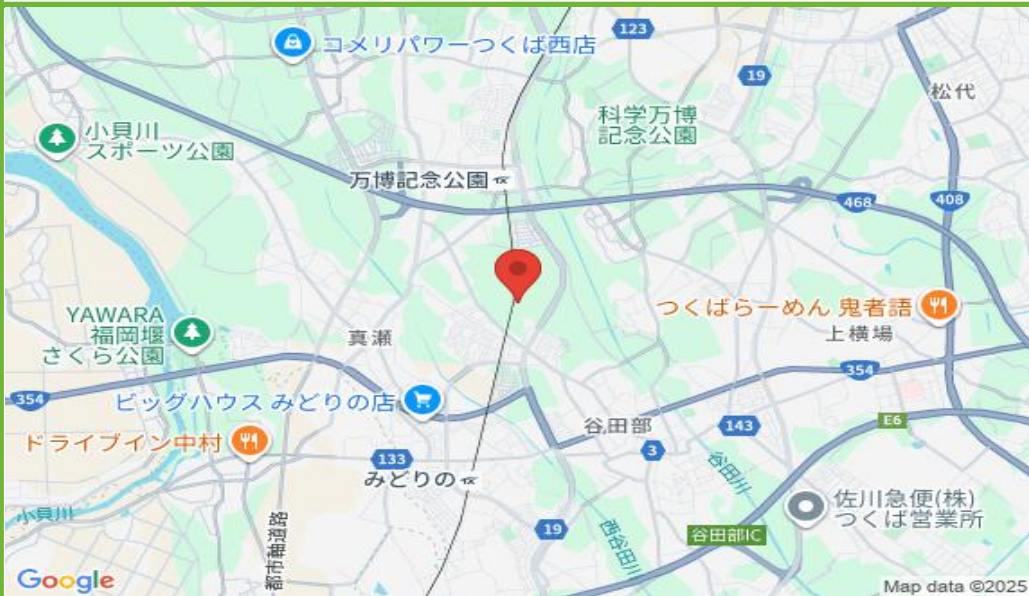 123
コメリパワーつくば西店
19
松代
科学万博
記念公園
小貝川
スポーツ公園
万博記念公園
468
408
YAWARA
福岡堰
さくら公園
真瀬
つくばらーめん 鬼者語
上横場
354
354
ビッグハウス みどりの店
谷田部
E6
ドライブイン中村
133
143
3
みどりの
谷田川
小貝川
都市軸道路
19
西谷田川
谷田部IC
佐川急便(株)
つくば営業所
Google
Map data ©2025